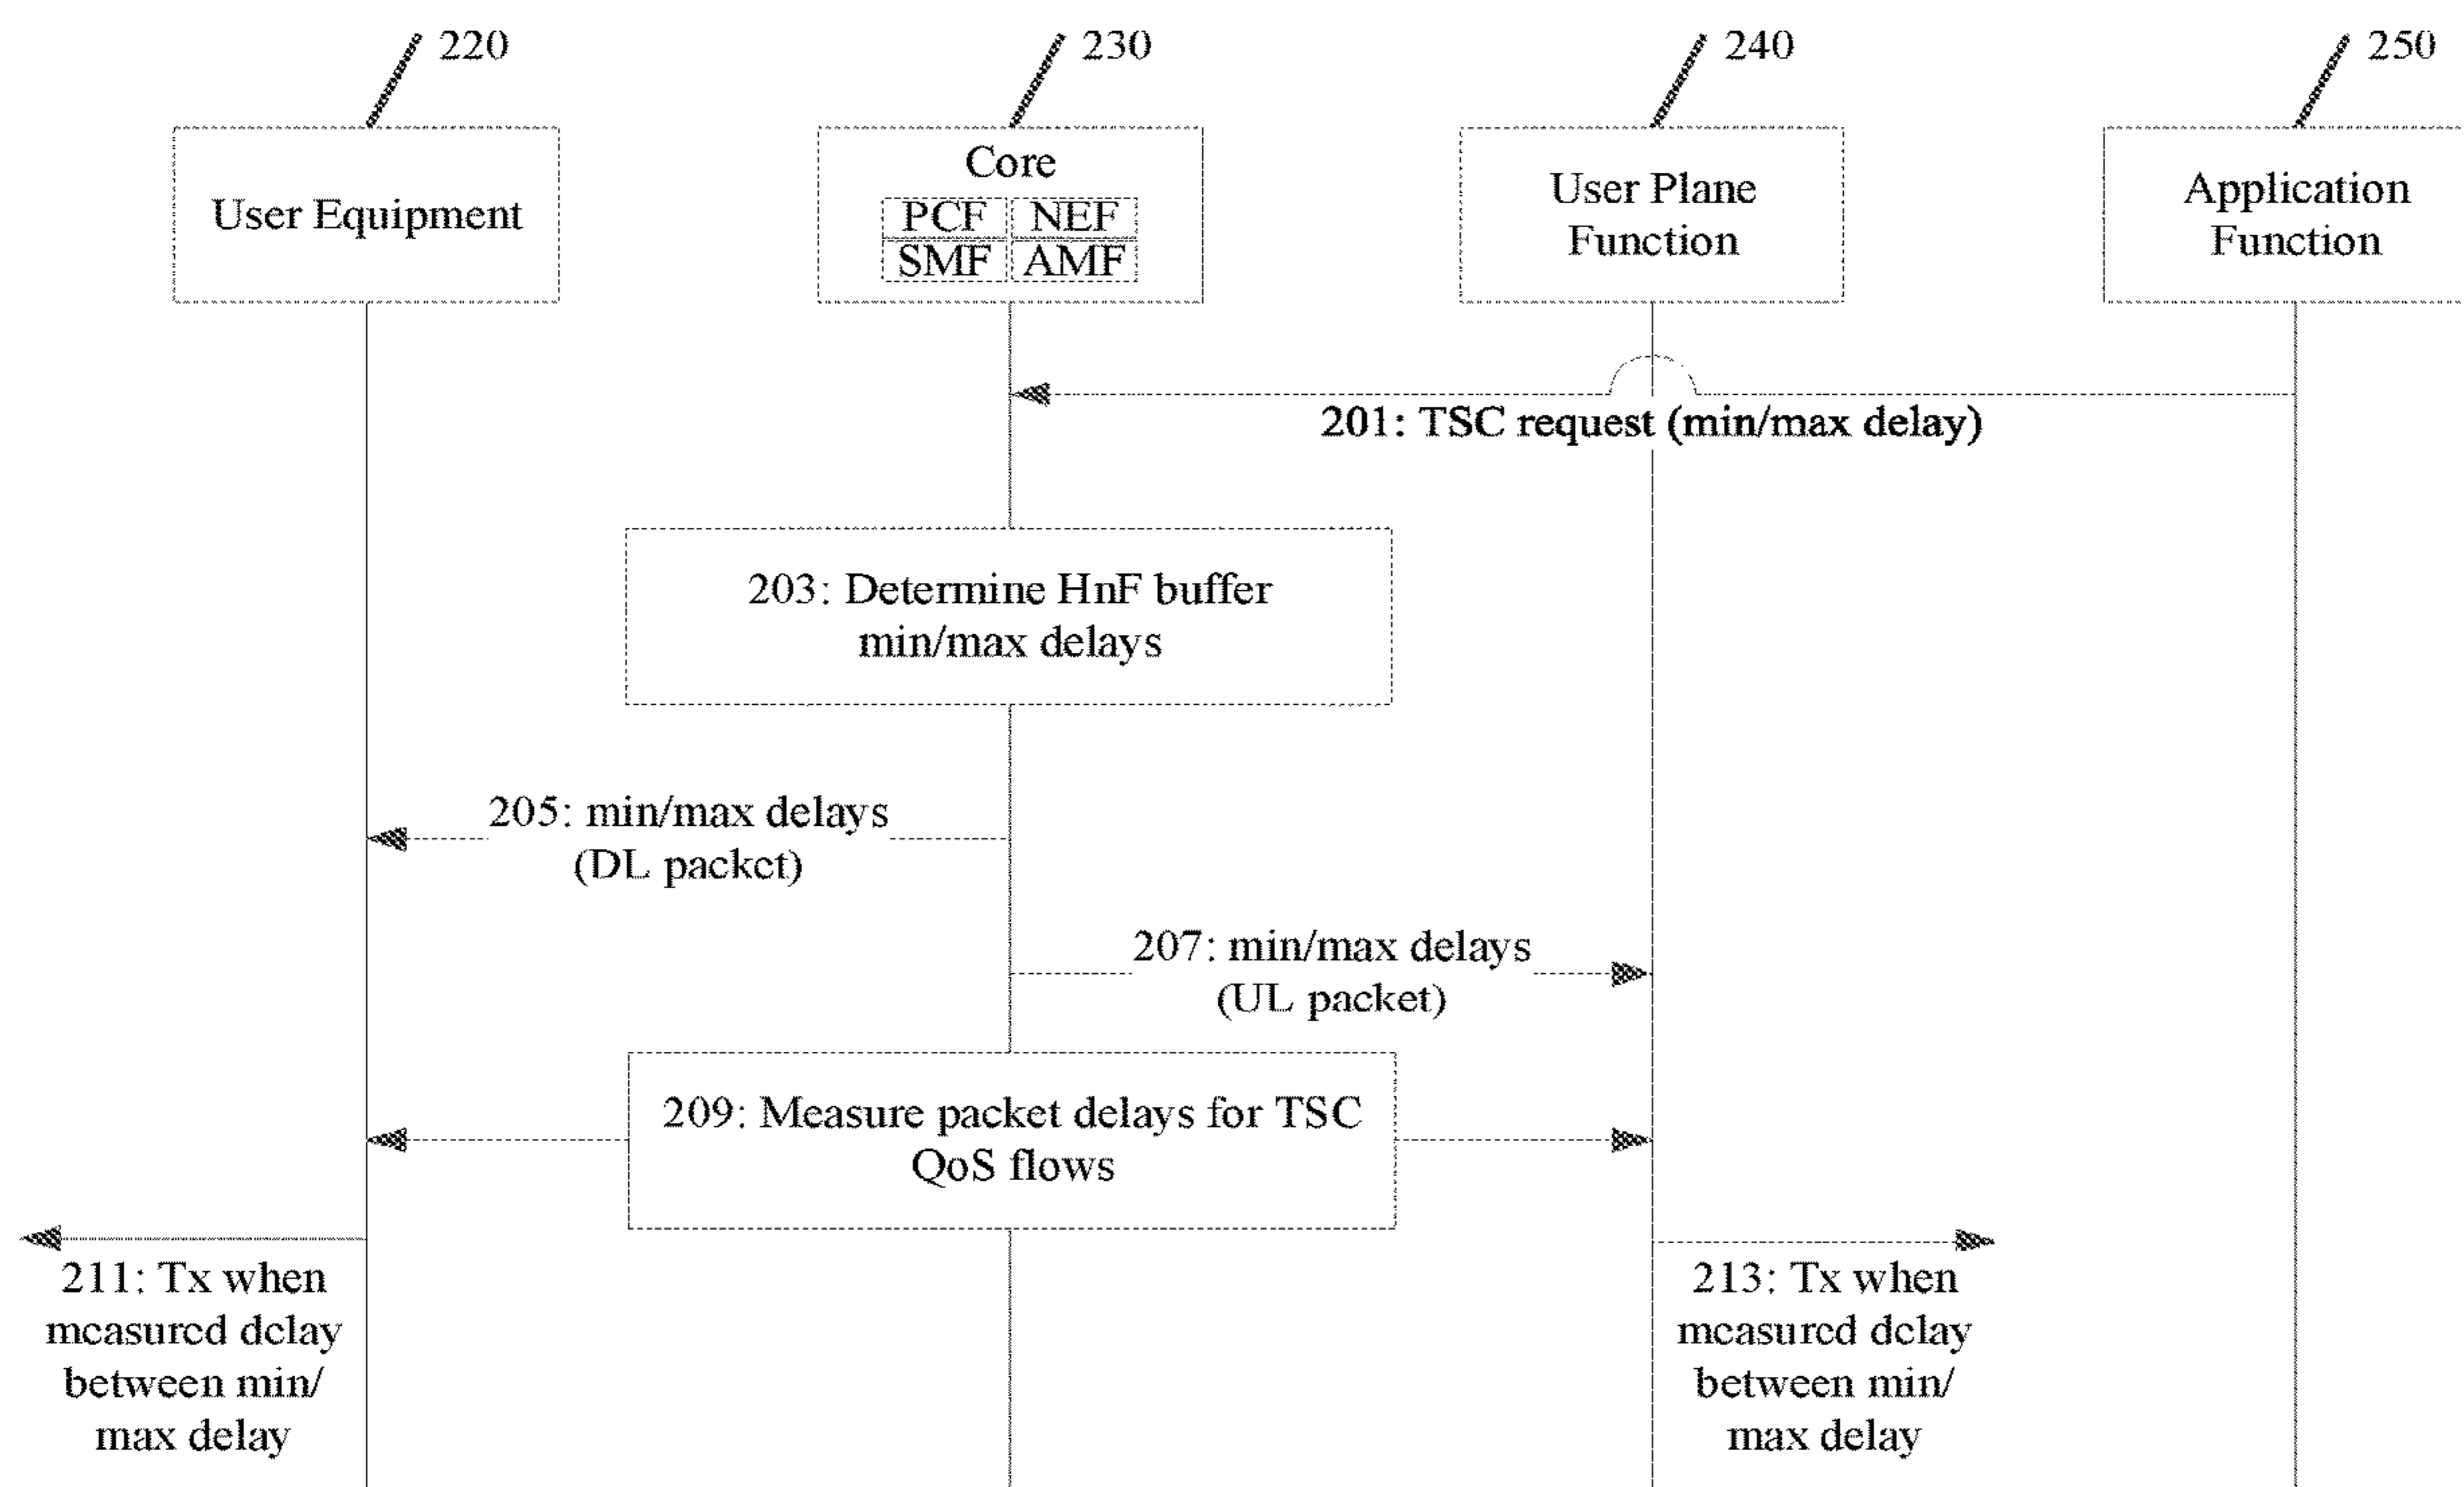 220
230
240
250
User Equipment
Core
PCF NEF
SMF AMF
User Plane
Function
Application
Function
201: TSC request (min/max delay)
203: Determine HnF buffer
min/max delays
205: min/max delays
(DL packet)
207: min/max delays
(UL packet)
209: Measure packet delays for TSC
QoS flows
211: Tx when
measured delay
between min/
max delay
213: Tx when
measured delay
between min/
max delay